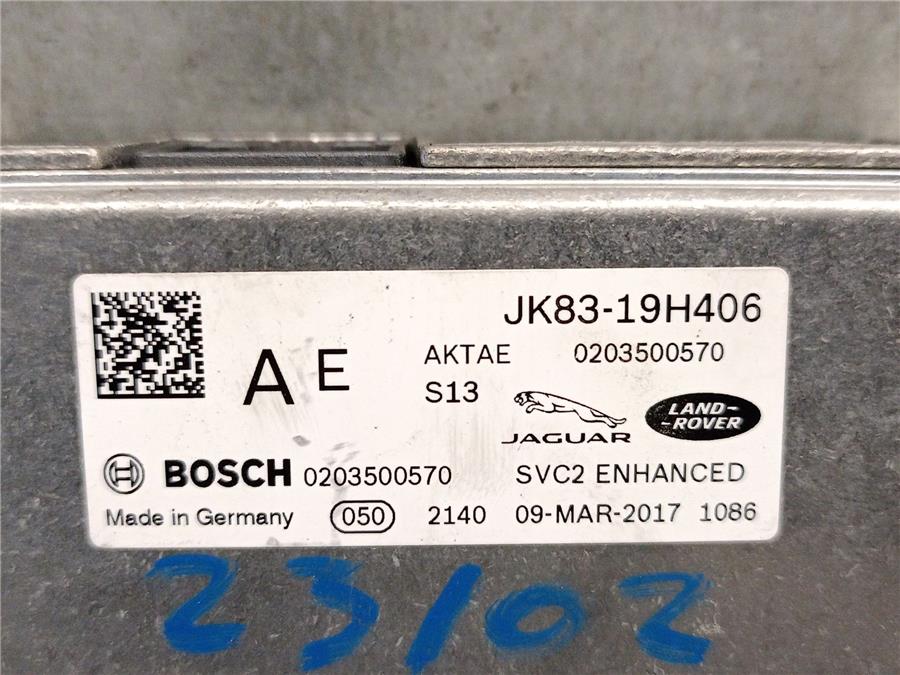 JK83-19H406
A E
AKTAE 0203500570
S13
JAGUAR
LAND-
-ROVER
BOSCH 0203500570 SVC2 ENHANCED
Made in Germany 050 2140 09-MAR-2017 1086
23/02